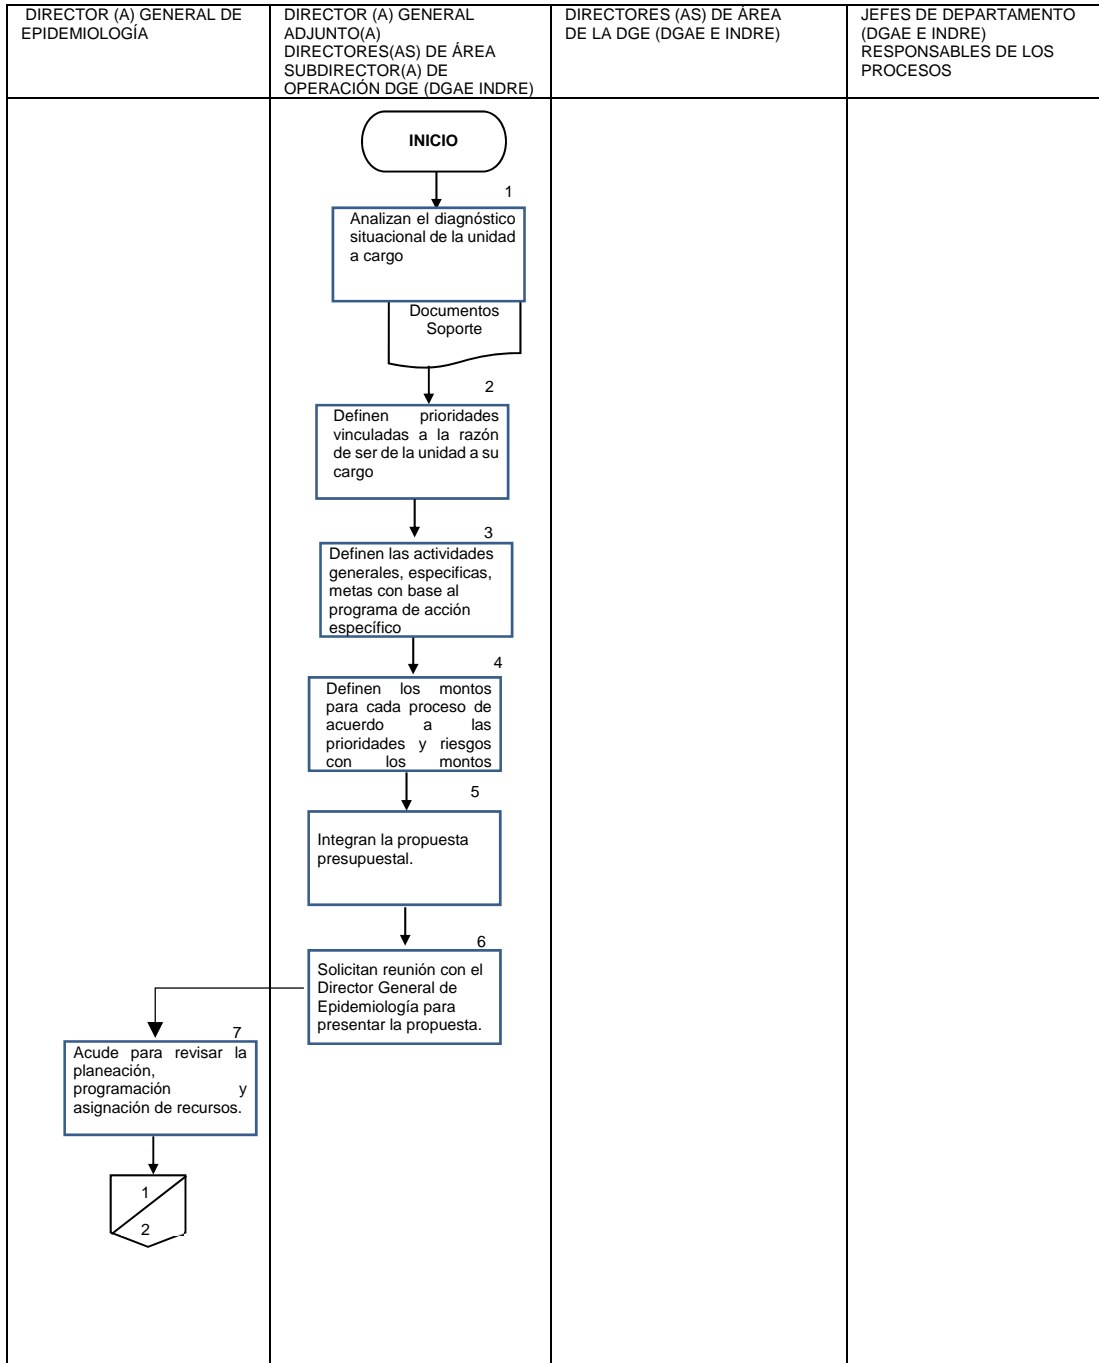 DIRECTOR (A) GENERAL DE
EPIDEMIOLOGÍA
DIRECTOR (A) GENERAL
ADJUNTO(A)
DIRECTORES(AS) DE ÁREA
SUBDIRECTOR(A) DE
OPERACIÓN DGE (DGAE INDRE)
DIRECTORES (AS) DE ÁREA
DE LA DGE (DGAE E INDRE)
JEFES DE DEPARTAMENTO
(DGAE E INDRE)
RESPONSABLES DE LOS
PROCESOS
INICIO
1
Analizan el diagnóstico
situacional de la unidad
a cargo
Documentos
Soporte
2
Definen prioridades
vinculadas a la razón
de ser de la unidad a su
cargo
3
Definen las actividades
generales, especificas,
metas con base al
programa de acción
específico
4
Definen los montos
para cada proceso de
acuerdo a las
prioridades y riesgos
con los montos
5
Integran la propuesta
presupuestal.
6
Solicitan reunión con el
Director General de
Epidemiología para
presentar la propuesta.
7
Acude para revisar la
planeación,
programación y
asignación de recursos.
1
2